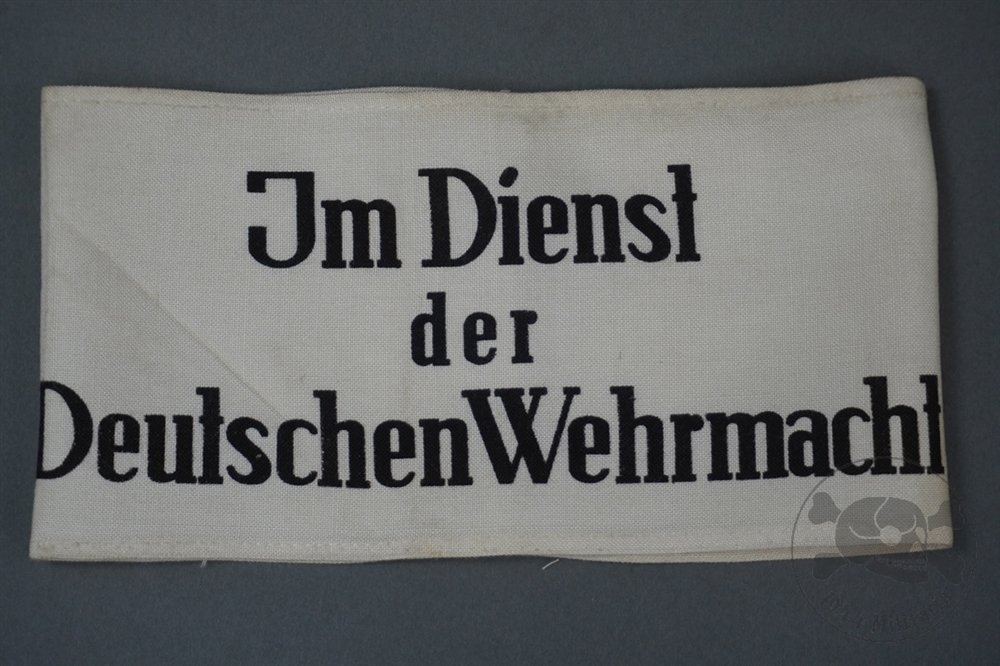 Im Dienst
der
Deutschen Wehrmacht